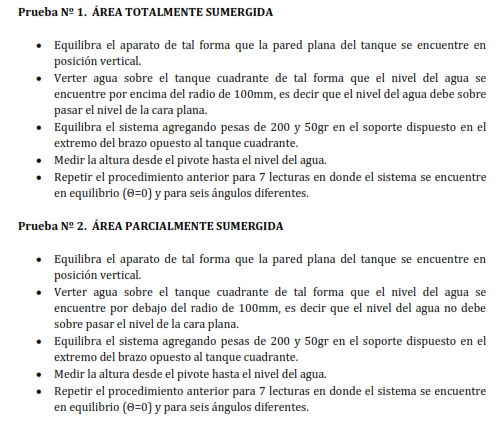 Prueba Nº 1. ÁREA TOTALMENTE SUMERGIDA
• Equilibra el aparato de tal forma que la pared plana del tanque se encuentre en
posición vertical.
• Verter agua sobre el tanque cuadrante de tal forma que el nivel del agua se
encuentre por encima del radio de 100mm, es decir que el nivel del agua debe sobre
pasar el nivel de la cara plana.
• Equilibra el sistema agregando pesas de 200 y 50gr en el soporte dispuesto en el
extremo del brazo opuesto al tanque cuadrante.
• Medir la altura desde el pivote hasta el nivel del agua.
• Repetir el procedimiento anterior para 7 lecturas en donde el sistema se encuentre
en equilibrio (Θ=0) y para seis ángulos diferentes.
Prueba Nº 2. ÁREA PARCIALMENTE SUMERGIDA
• Equilibra el aparato de tal forma que la pared plana del tanque se encuentre en
posición vertical.
• Verter agua sobre el tanque cuadrante de tal forma que el nivel del agua se
encuentre por debajo del radio de 100mm, es decir que el nivel del agua no debe
sobre pasar el nivel de la cara plana.
• Equilibra el sistema agregando pesas de 200 y 50gr en el soporte dispuesto en el
extremo del brazo opuesto al tanque cuadrante.
• Medir la altura desde el pivote hasta el nivel del agua.
• Repetir el procedimiento anterior para 7 lecturas en donde el sistema se encuentre
en equilibrio (Θ=0) y para seis ángulos diferentes.